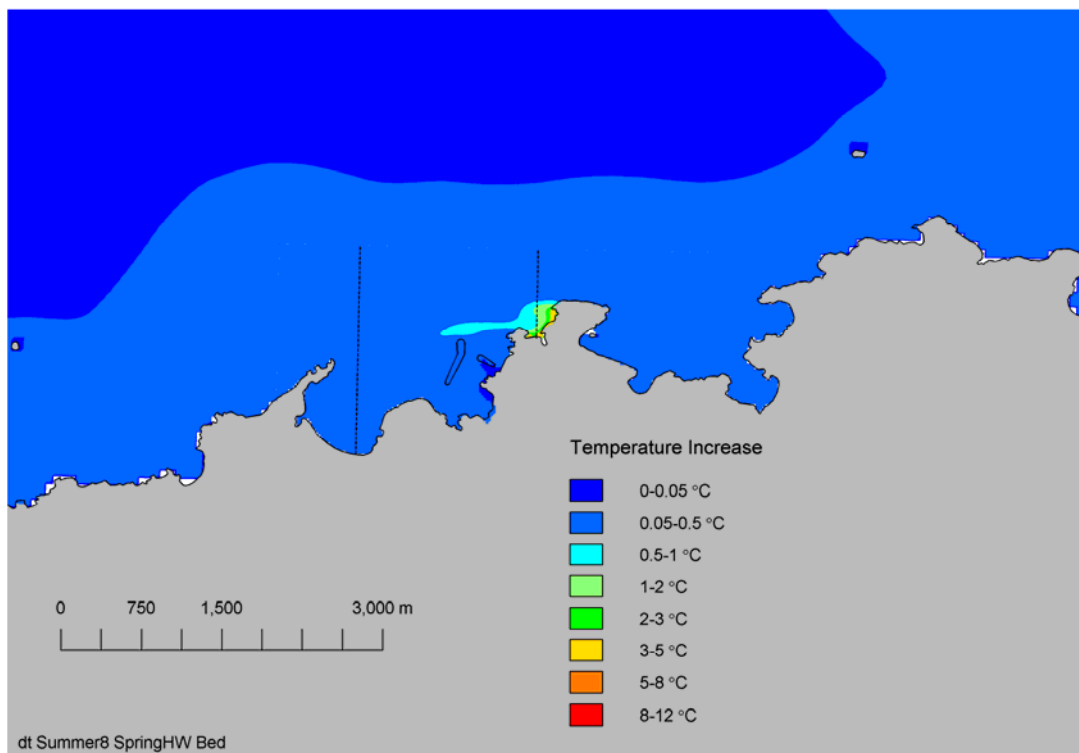 Temperature Increase
0-0.05 °C
0.05-0.5 °C
0.5-1 °C
1-2 °C
2-3 °C
3-5 °C
5-8 °C
8-12 °C
0 750 1,500 3,000 m
dt Summer8 SpringHW Bed